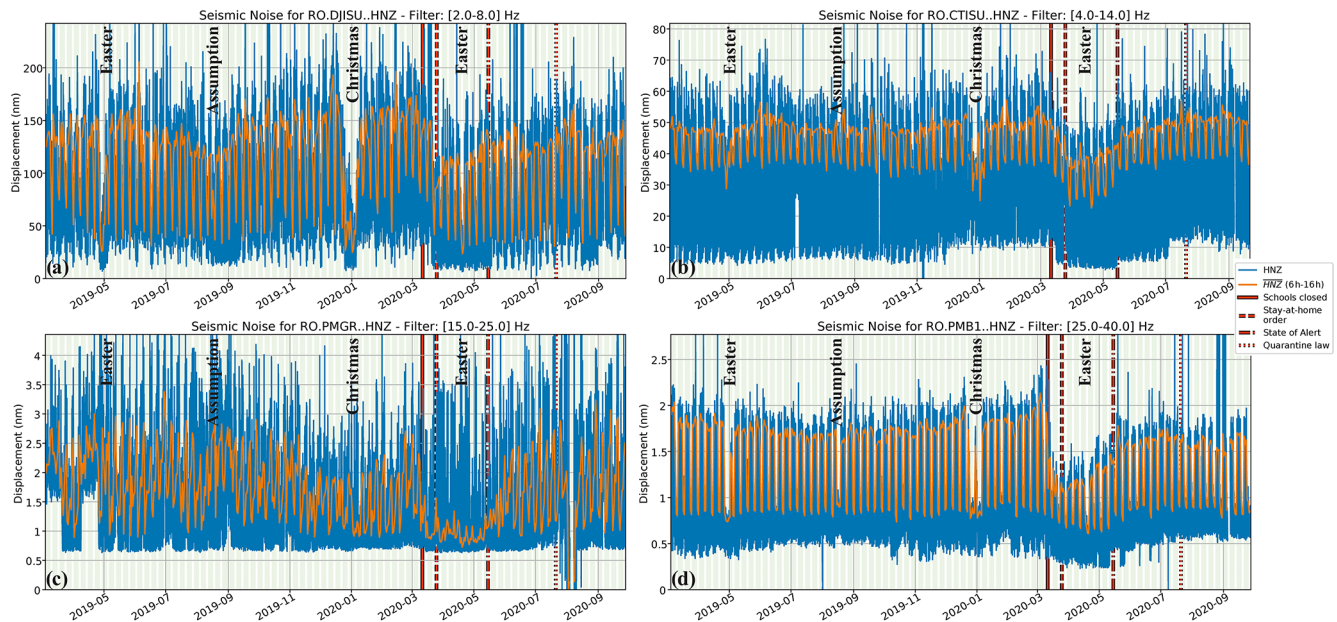 Seismic Noise for RO.DJISU..HNZ - Filter: [2.0-8.0] Hz
Displacement (nm)
200
150
100
50
0
Easter
Assumption
Christmas
Easter
(a)
2019-05
2019-07
2019-09
2019-11
2020-01
2020-03
2020-05
2020-07
2020-09
Seismic Noise for RO.CTISU..HNZ - Filter: [4.0-14.0] Hz
Displacement (nm)
80
70
60
50
40
30
20
10
0
Easter
Assumption
Christmas
Easter
(b)
2019-05
2019-07
2019-09
2019-11
2020-01
2020-03
2020-05
2020-07
2020-09
HNZ
HNZ (6h-16h)
Schools closed
Stay-at-home
order
State of Alert
Quarantine law
Seismic Noise for RO.PMGR..HNZ - Filter: [15.0-25.0] Hz
Displacement (nm)
4
3.5
3
2.5
2
1.5
1
0.5
0
Easter
Assumption
Christmas
Easter
(c)
2019-05
2019-07
2019-09
2019-11
2020-01
2020-03
2020-05
2020-07
2020-09
Seismic Noise for RO.PMB1..HNZ - Filter: [25.0-40.0] Hz
Displacement (nm)
2.5
2
1.5
1
0.5
0
Easter
Assumption
Christmas
Easter
(d)
2019-05
2019-07
2019-09
2019-11
2020-01
2020-03
2020-05
2020-07
2020-09